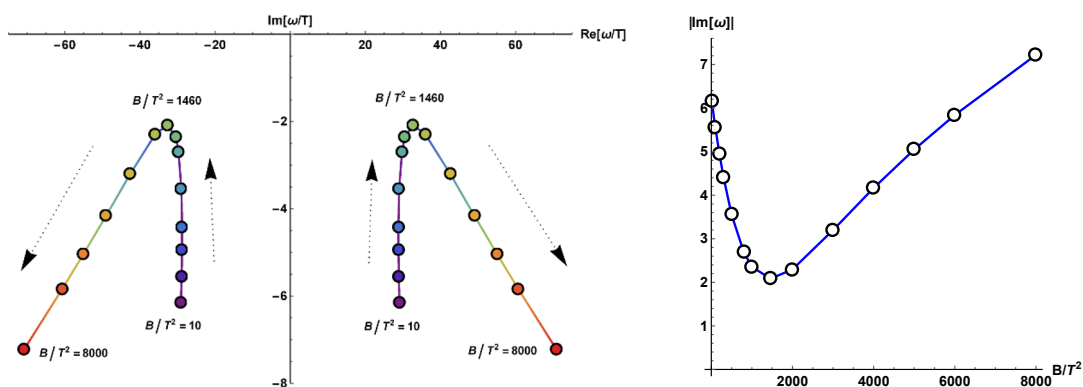 Im[ω/T]
Re[ω/T]
-60
-40
-20
20
40
60
B/T² = 1460
B/T² = 1460
-2
-4
-6
-8
B/T² = 10
B/T² = 10
B/T² = 8000
B/T² = 8000
|Im[ω]|
7
6
5
4
3
2
1
2000
4000
6000
8000
B/T²